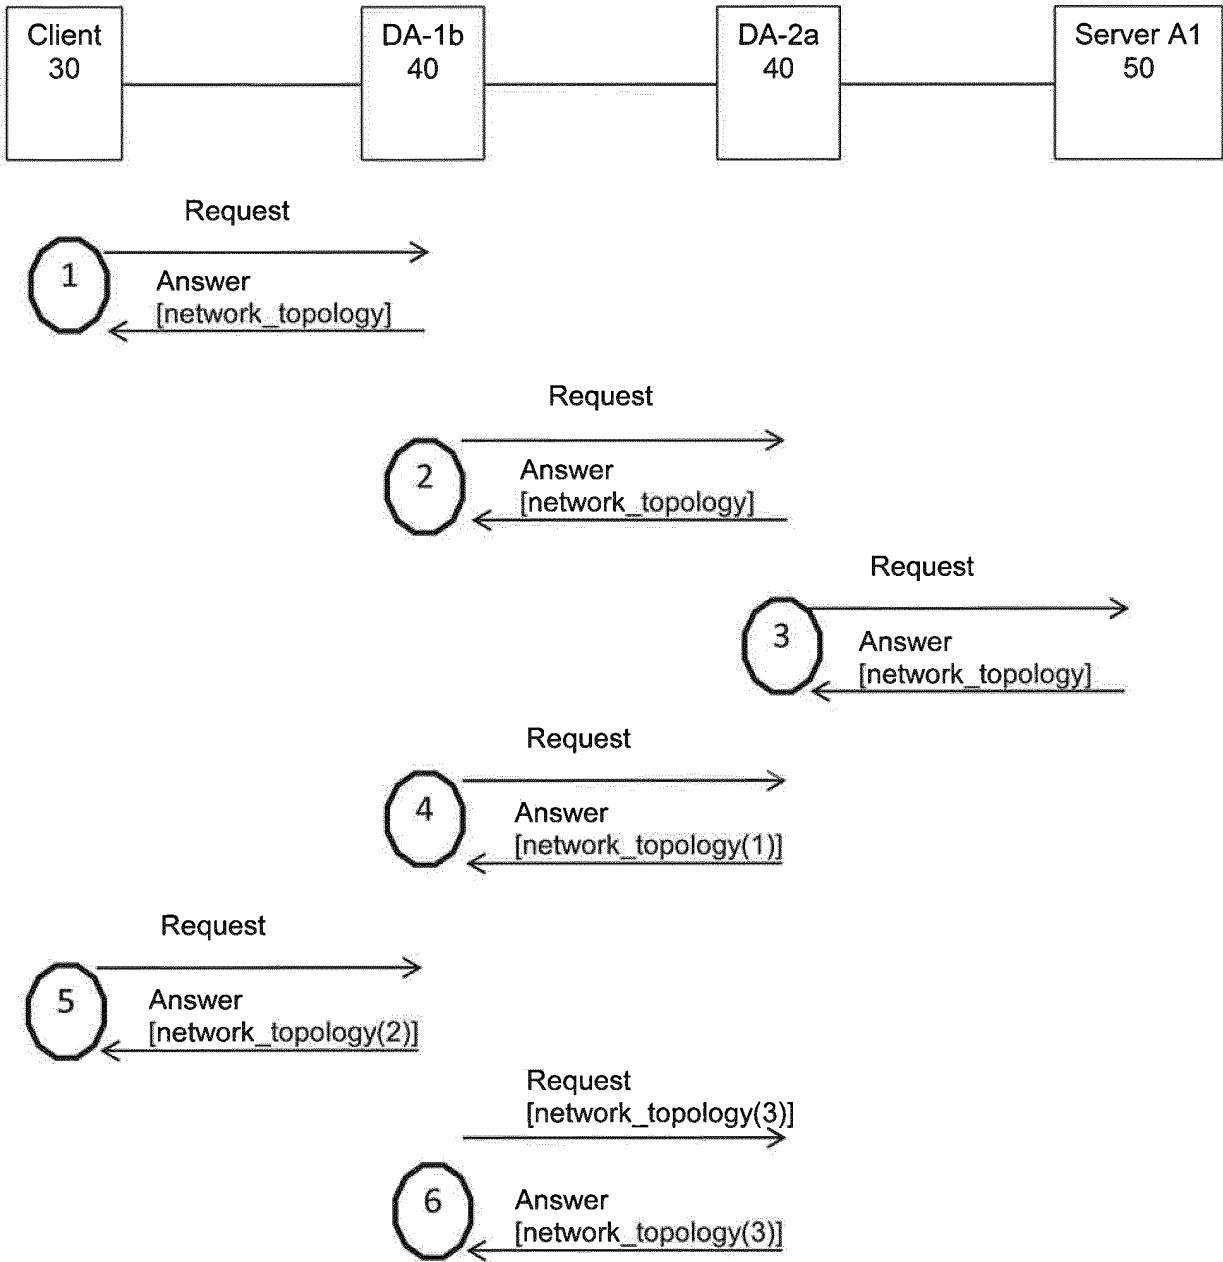 Client
30
DA-1b
40
DA-2a
40
Server A1
50
Request
1
Answer
[network_topology]
Request
2
Answer
[network_topology]
Request
3
Answer
[network_topology]
Request
4
Answer
[network_topology(1)]
Request
5
Answer
[network_topology(2)]
Request
[network_topology(3)]
6
Answer
[network_topology(3)]